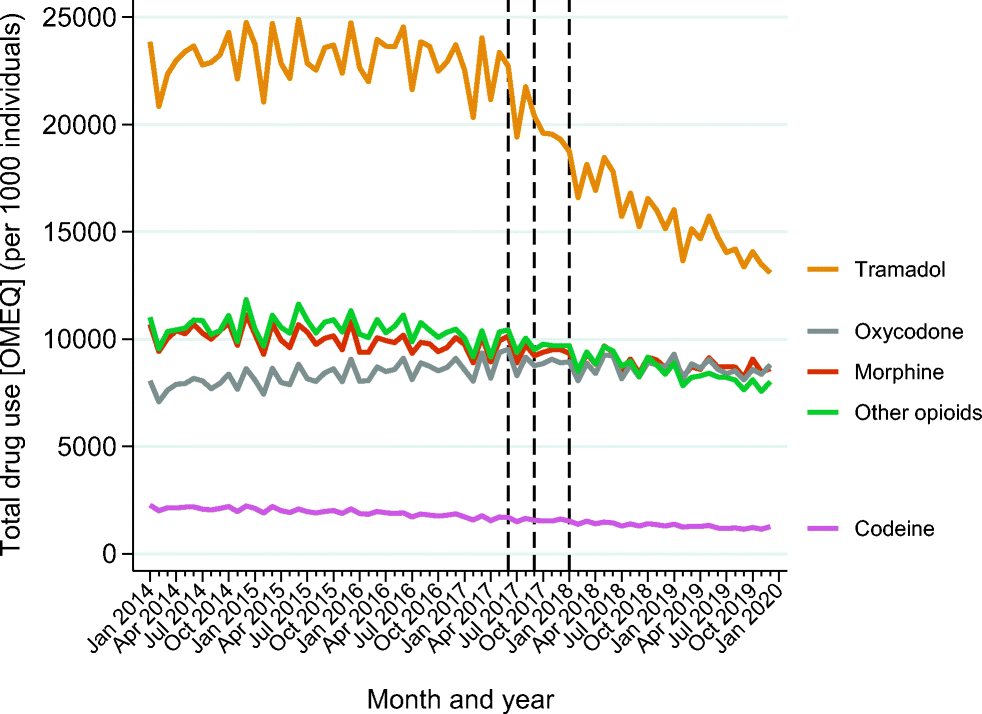 Total drug use [OMEQ] (per 1000 individuals)
25000
20000
15000
10000
5000
0
Jan 2014
Apr 2014
Jul 2014
Oct 2014
Jan 2015
Apr 2015
Jul 2015
Oct 2015
Jan 2016
Apr 2016
Jul 2016
Oct 2016
Jan 2017
Apr 2017
Jul 2017
Oct 2017
Jan 2018
Apr 2018
Jul 2018
Oct 2018
Jan 2019
Apr 2019
Jul 2019
Oct 2019
Jan 2020
Month and year
Tramadol
Oxycodone
Morphine
Other opioids
Codeine